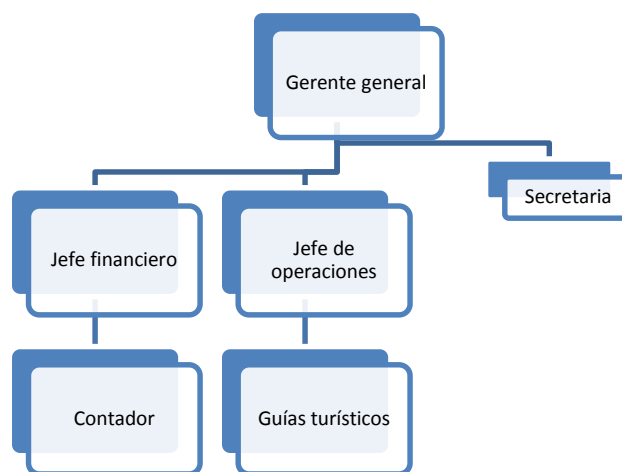 Gerente general
Secretaria
Jefe financiero
Jefe de
operaciones
Contador
Guías turísticos